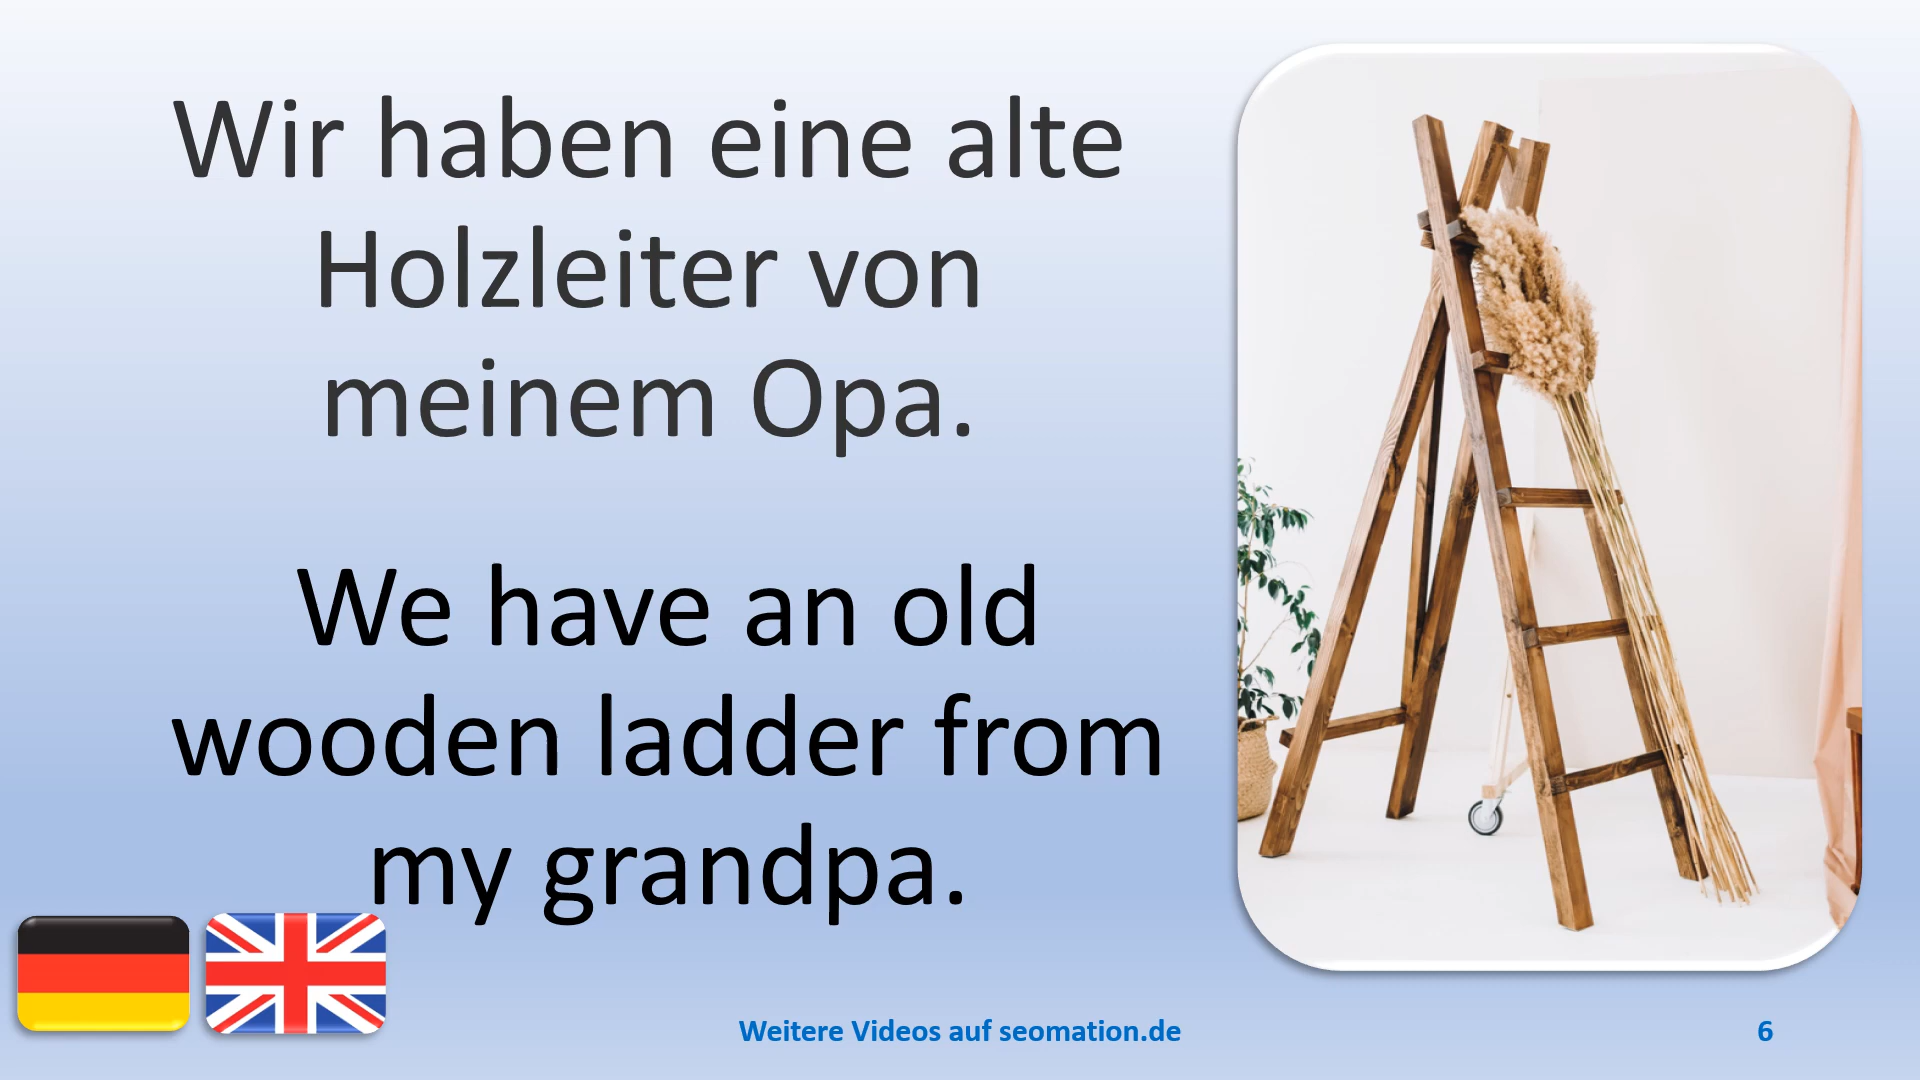 Wir haben eine alte
Holzleiter von
meinem Opa.
We have an old
wooden ladder from
my grandpa.
Weitere Videos auf seomation.de
6